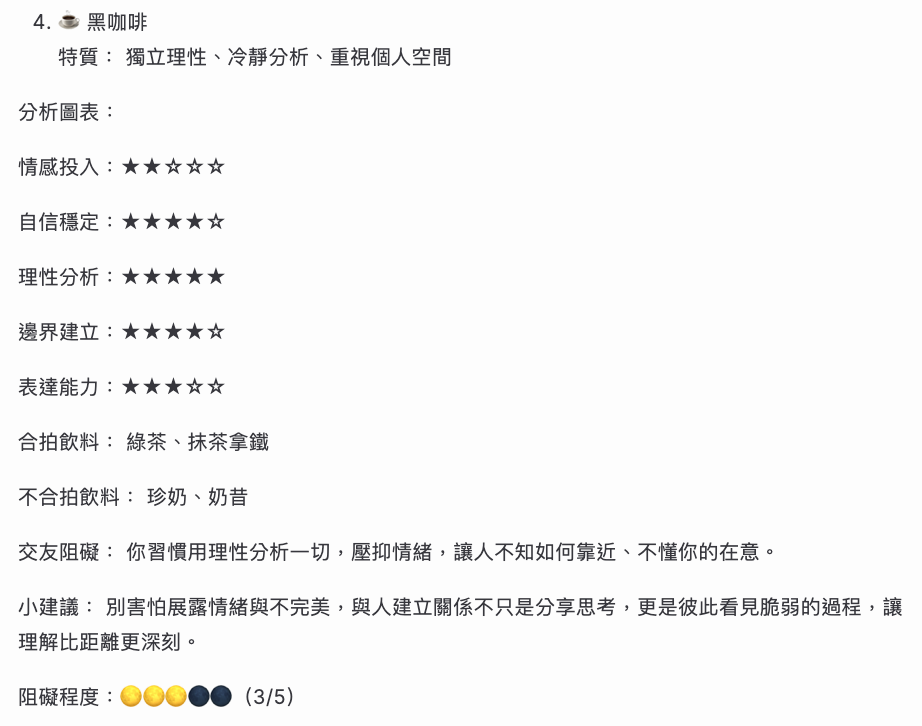 4. ☕ 黑咖啡
特質： 獨立理性、冷靜分析、重視個人空間
分析圖表：
情感投入：★★☆☆☆
自信穩定：★★★★☆
理性分析：★★★★★
邊界建立：★★★★☆
表達能力：★★★☆☆
合拍飲料： 綠茶、抹茶拿鐵
不合拍飲料： 珍奶、奶昔
交友阻礙： 你習慣用理性分析一切，壓抑情緒，讓人不知如何靠近、不懂你的在意。
小建議： 別害怕展露情緒與不完美，與人建立關係不只是分享思考，更是彼此看見脆弱的過程，讓
理解比距離更深刻。
阻礙程度：🌕🌕🌕🌑🌑（3/5）